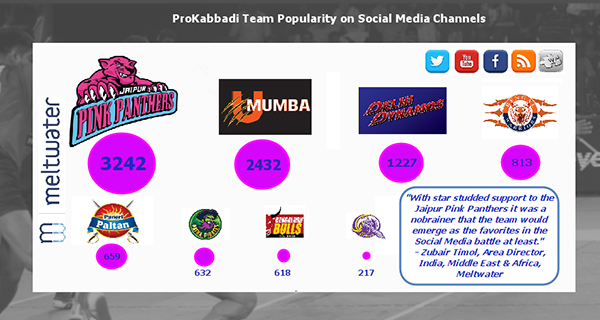 ProKabbadi Team Popularity on Social Media Channels
You
Tube
JAIPUR
PINK PANTHERS
U MUMBA
DELHI
DYNAMOS
3242
2432
1227
813
meltwater
Paneri
Paltan
BULLS
659
632
618
217
"With star studded support to the
Jaipur Pink Panthers it was a
nobrainer that the team would
emerge as the favorites in the
Social Media battle at least."
- Zubair Timol, Area Director,
India, Middle East & Africa,
Meltwater